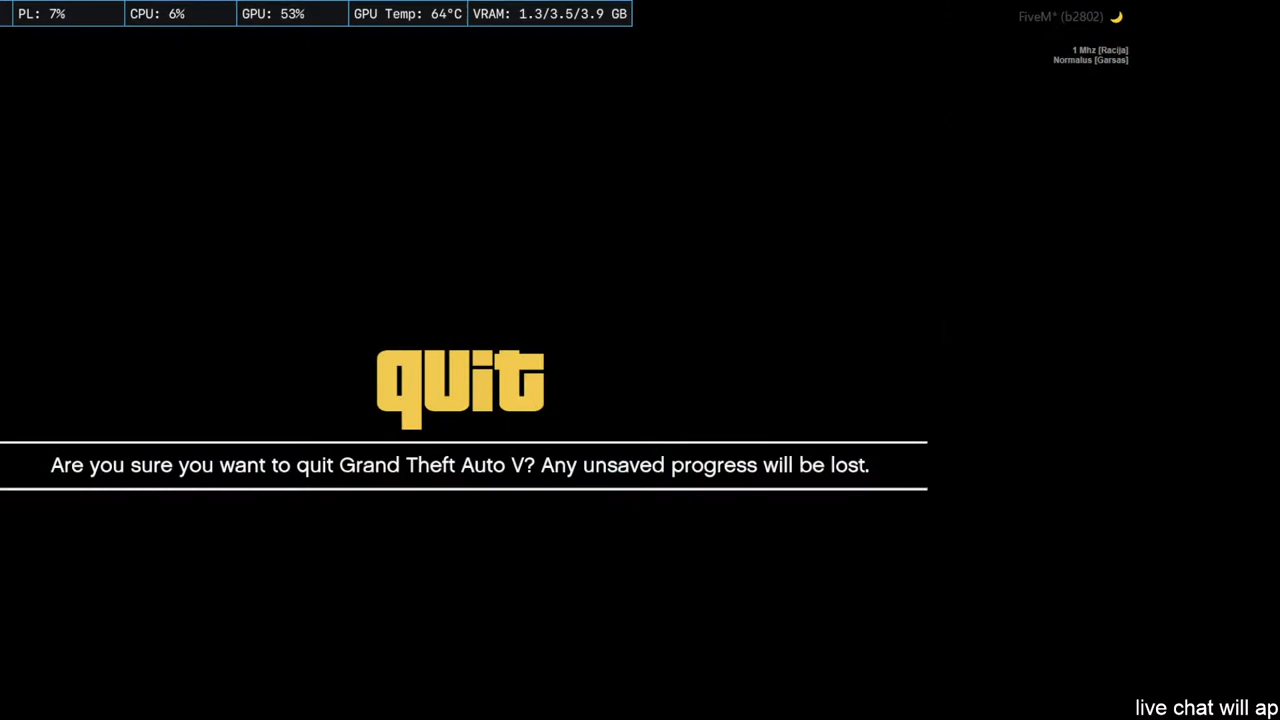 PL: 7% CPU: 6% GPU: 53% GPU Temp: 64°C VRAM: 1.3/3.5/3.9 GB
FiveM* (b2802) 🌙
1 Mhz [Racija]
Normalus [Garsas]
quit
Are you sure you want to quit Grand Theft Auto V? Any unsaved progress will be lost.
live chat will ap